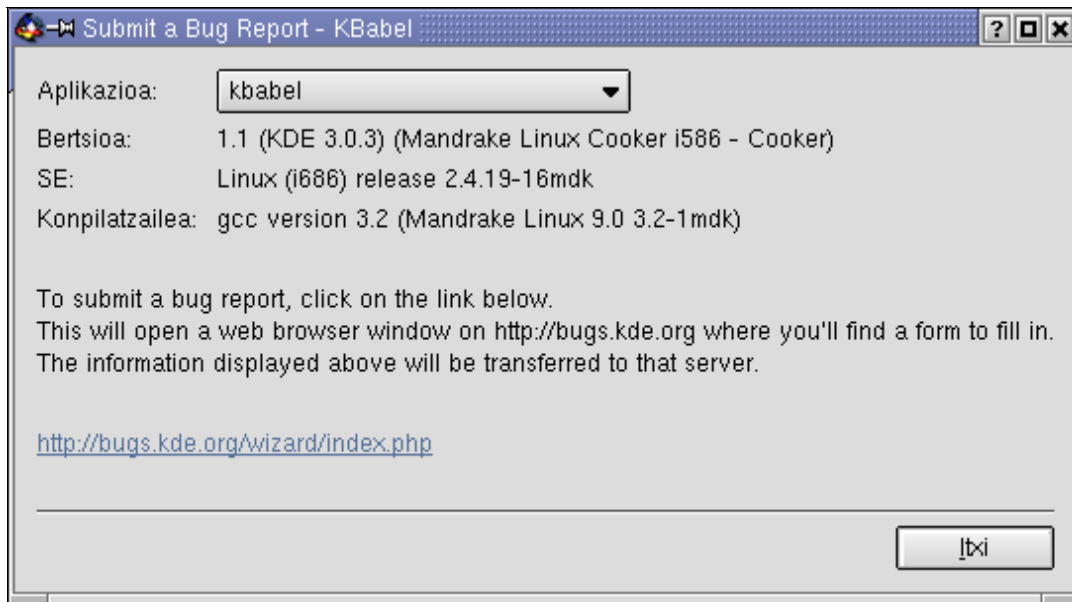 Submit a Bug Report - KBabel
Aplikazioa: kbabel
Bertsioa: 1.1 (KDE 3.0.3) (Mandrake Linux Cooker i586 - Cooker)
SE: Linux (i686) release 2.4.19-16mdk
Konpilatzailea: gcc version 3.2 (Mandrake Linux 9.0 3.2-1mdk)
To submit a bug report, click on the link below.
This will open a web browser window on http://bugs.kde.org where you'll find a form to fill in.
The information displayed above will be transferred to that server.
http://bugs.kde.org/wizard/index.php
Itxi